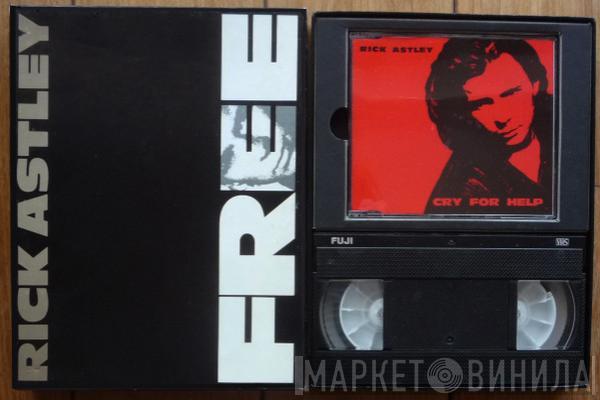 RICK ASTLEY
FREE
RICK ASTLEY
CRY FOR HELP
FUJI
VHS
МАРКЕТ ВИНИЛА